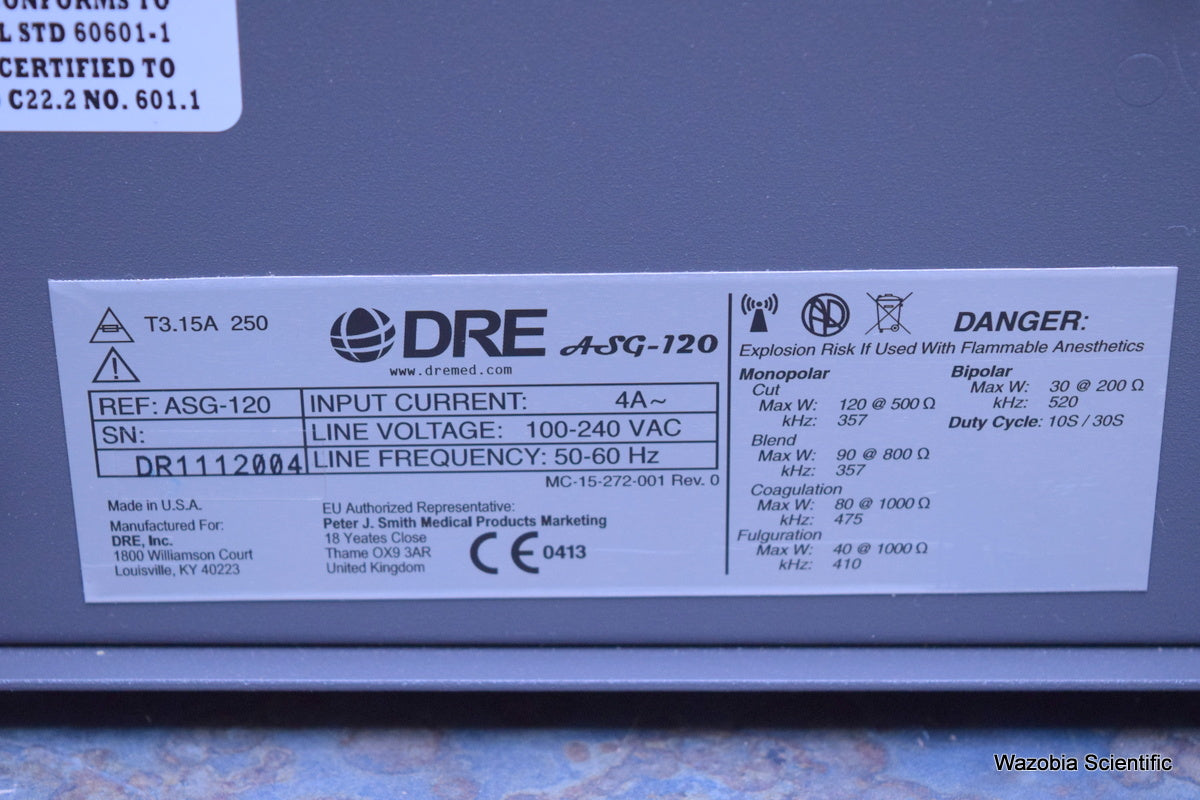 ONFORMS TO
L STD 60601-1
CERTIFIED TO
C22.2 NO. 601.1
T3.15A 250
DRE ASG-120
www.dremed.com
REF: ASG-120
SN:
DR1112004
INPUT CURRENT: 4A~
LINE VOLTAGE: 100-240 VAC
LINE FREQUENCY: 50-60 Hz
MC-15-272-001 Rev. 0
Made in U.S.A.
Manufactured For:
DRE, Inc.
1800 Williamson Court
Louisville, KY 40223
EU Authorized Representative:
Peter J. Smith Medical Products Marketing
18 Yeates Close
Thame OX9 3AR
United Kingdom
CE 0413
DANGER:
Explosion Risk If Used With Flammable Anesthetics
Monopolar
Cut
Max W: 120 @ 500 Ω
kHz: 357
Blend
Max W: 90 @ 800 Ω
kHz: 357
Coagulation
Max W: 80 @ 1000 Ω
kHz: 475
Fulguration
Max W: 40 @ 1000 Ω
kHz: 410
Bipolar
Max W: 30 @ 200 Ω
kHz: 520
Duty Cycle: 10S / 30S
Wazobia Scientific